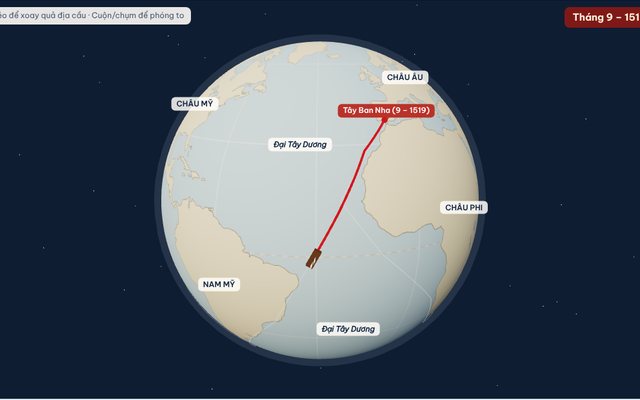 để xoay quả địa cầu · Cuộn/chụm để phóng to
Tháng 9 – 151
CHÂU ÂU
CHÂU MỸ
Tây Ban Nha (9 – 1519)
Đại Tây Dương
CHÂU PHI
NAM MỸ
Đại Tây Dương